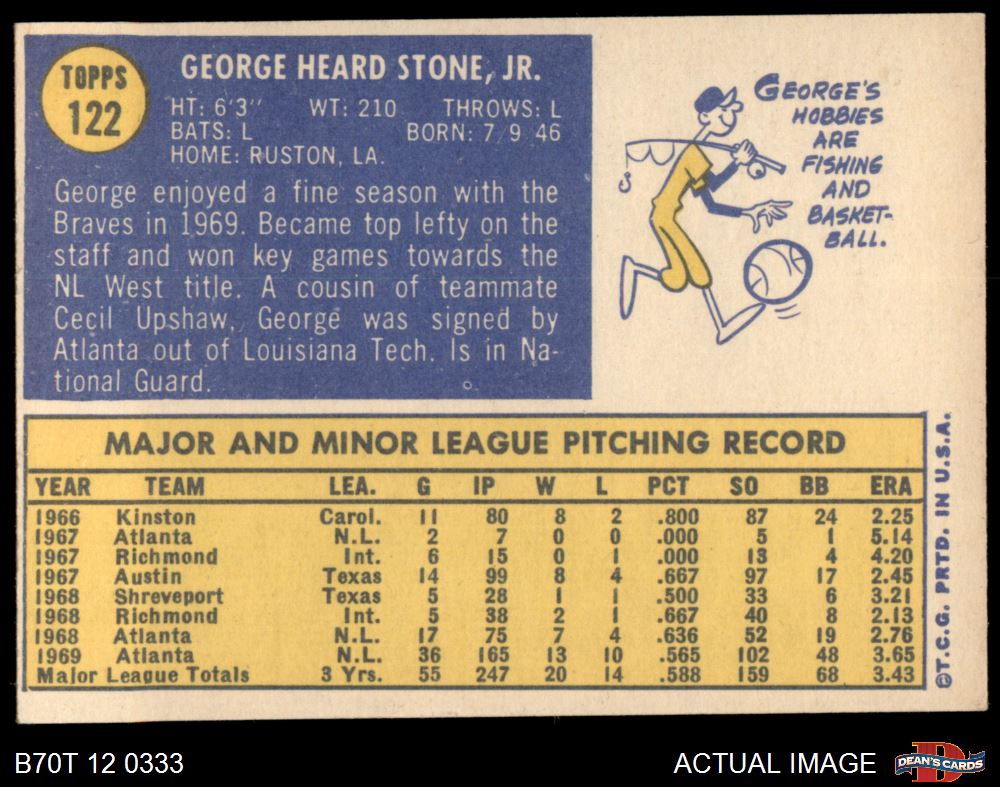 TOPPS
122
GEORGE HEARD STONE, JR.
HT: 6'3" WT: 210 THROWS: L
BATS: L BORN: 7 9 46
HOME: RUSTON, LA.
George enjoyed a fine season with the
Braves in 1969. Became top lefty on the
staff and won key games towards the
NL West title. A cousin of teammate
Cecil Upshaw, George was signed by
Atlanta out of Louisiana Tech. Is in Na-
tional Guard.
GEORGE'S
HOBBIES
ARE
FISHING
AND
BASKET-
BALL.
MAJOR AND MINOR LEAGUE PITCHING RECORD
YEAR TEAM LEA. G IP W L PCT SO BB ERA
1966 Kinston Carol. 11 80 8 2 .800 87 24 2.25
1967 Atlanta N.L. 2 7 0 0 .000 5 1 5.14
1967 Richmond Int. 6 15 0 1 .000 13 4 4.20
1967 Austin Texas 14 99 8 4 .667 97 17 2.45
1968 Shreveport Texas 5 28 1 1 .500 33 6 3.21
1968 Richmond Int. 5 38 2 1 .667 40 8 2.13
1968 Atlanta N.L. 17 75 7 4 .636 52 19 2.76
1969 Atlanta N.L. 36 165 13 10 .565 102 48 3.65
Major League Totals 3 Yrs. 55 247 20 14 .588 159 68 3.43
©T.C.G. PRTD. IN U.S.A.
B70T 12 0333
ACTUAL IMAGE
DEAN'S CARDS